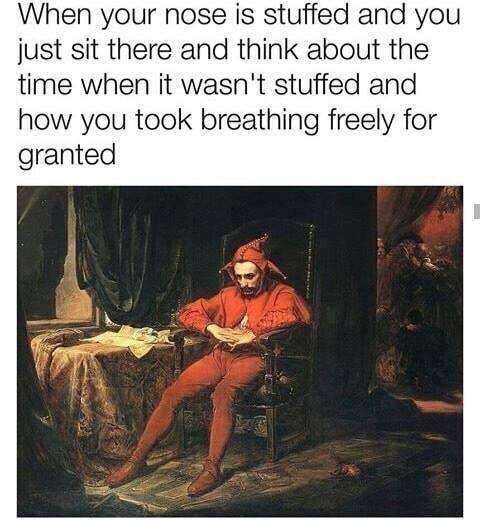 When your nose is stuffed and you
just sit there and think about the
time when it wasn't stuffed and
how you took breathing freely for
granted